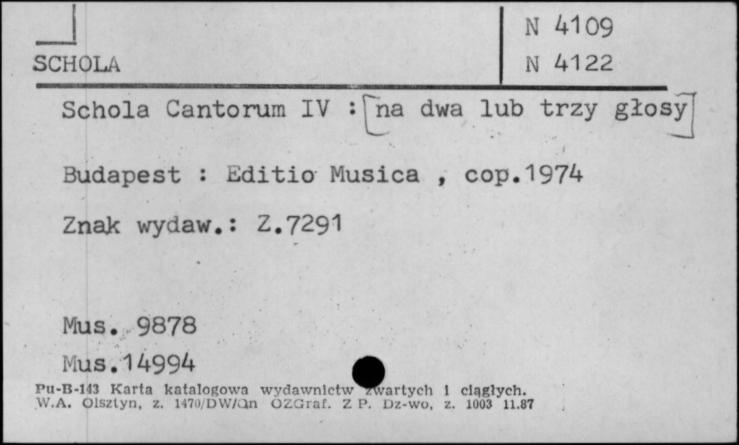 N 4109
SCHOLA
N 4122
Schola Cantorum IV : [na dwa lub trzy głosy]
Budapest : Editio Musica , cop.1974
Znak wydaw.: Z.7291
Mus. 9878
Mus.14994
Pu-B-143 Karta katalogowa wydawnictw zwartych i ciągłych.
W.A. Olsztyn, z. 1470/DW/Qn OZGraf. Z P. Dz-wo, z. 1003 11.87